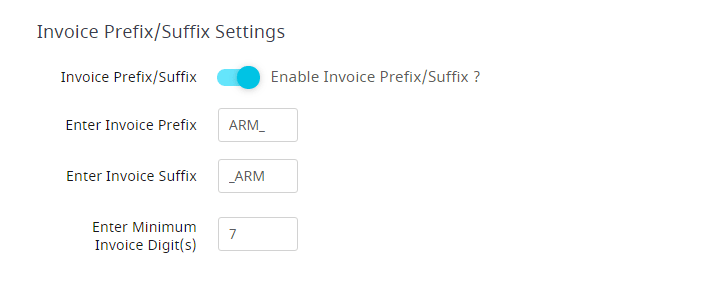 Invoice Prefix/Suffix Settings
Invoice Prefix/Suffix Enable Invoice Prefix/Suffix ?
Enter Invoice Prefix ARM_
Enter Invoice Suffix _ARM
Enter Minimum
Invoice Digit(s) 7